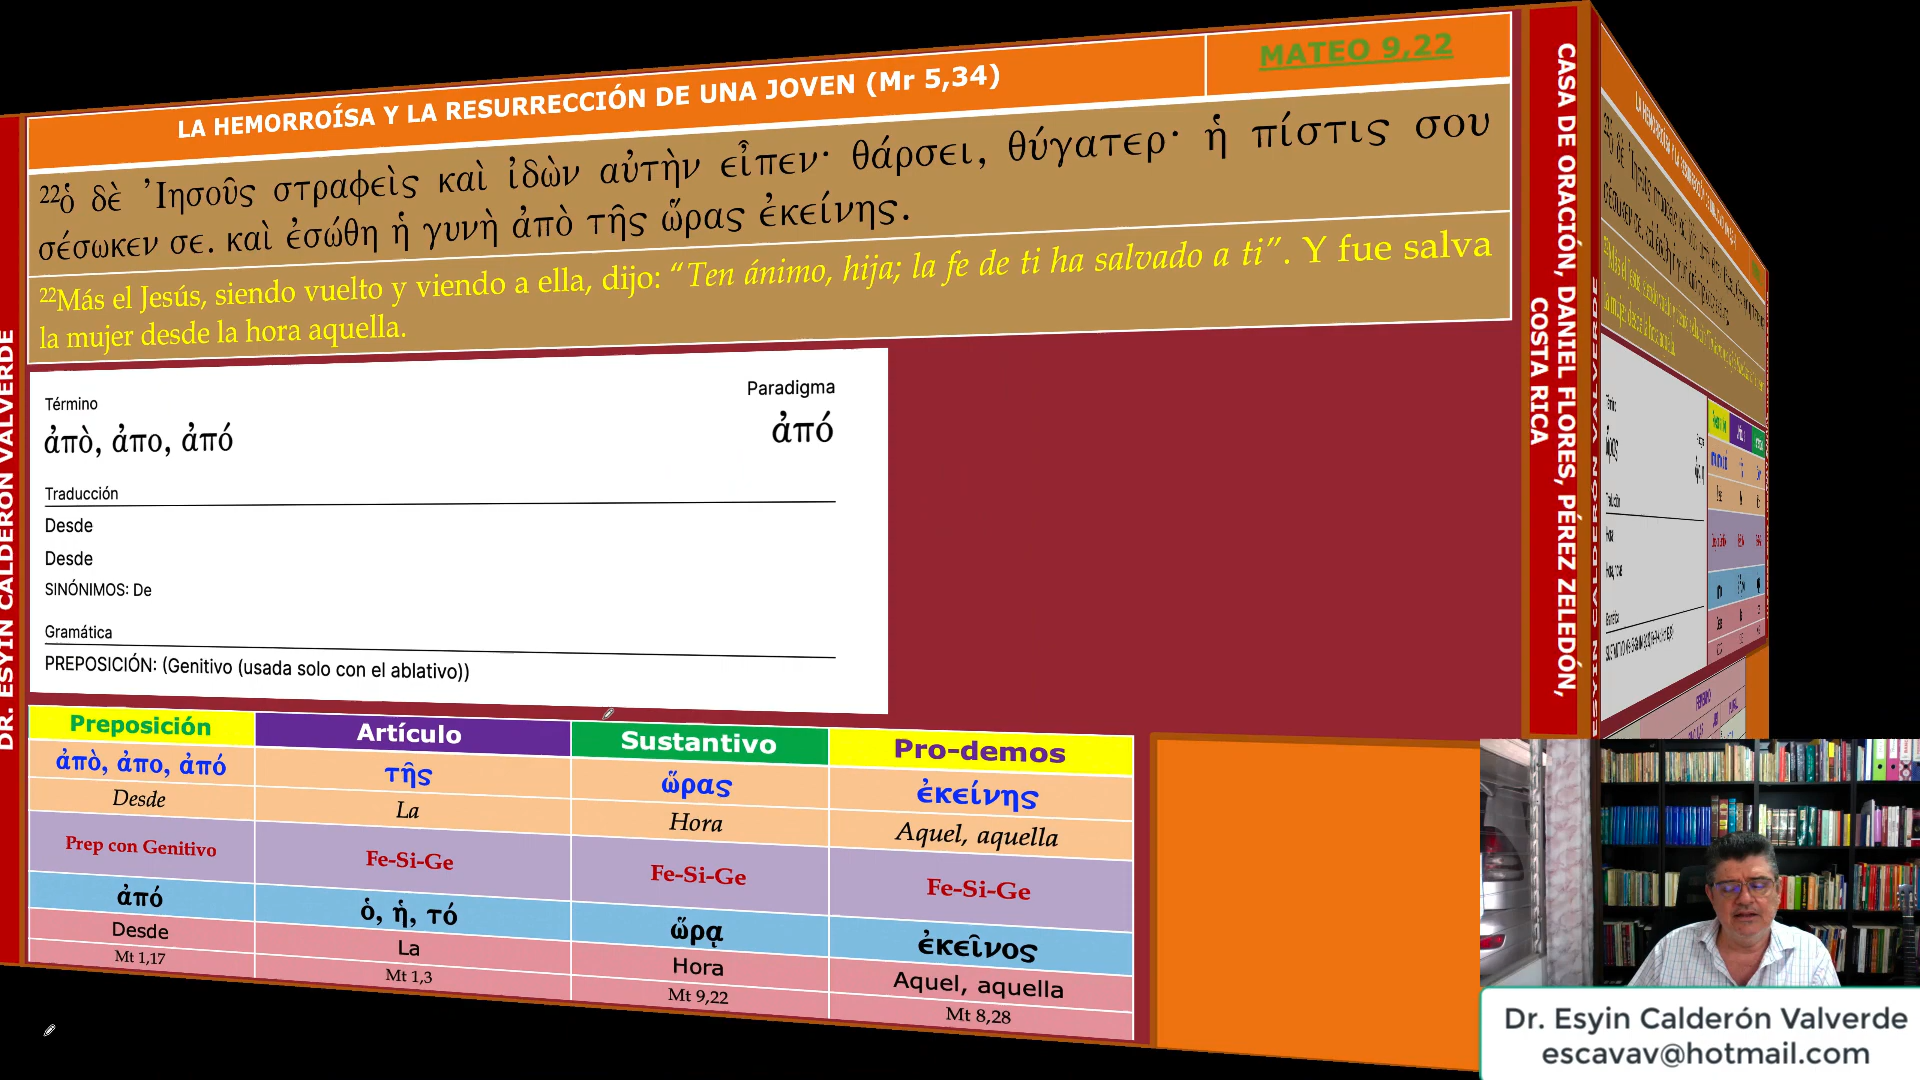 LA HEMORROÍSA Y LA RESURRECCIÓN DE UNA JOVEN (Mr 5,34)
MATEO 9,22
²²ὁ δὲ Ἰησοῦς στραφεὶς καὶ ἰδὼν αὐτὴν εἶπεν· θάρσει, θύγατερ· ἡ πίστις σου
σέσωκεν σε. καὶ ἐσώθη ἡ γυνὴ ἀπὸ τῆς ὥρας ἐκείνης.
²²Más el Jesús, siendo vuelto y viendo a ella, dijo: “Ten ánimo, hija; la fe de ti ha salvado a ti”. Y fue salva
la mujer desde la hora aquella.
Término
Paradigma
ἀπὸ, ἀπο, ἀπό
ἀπό
Traducción
Desde
Desde
SINÓNIMOS: De
Gramática
PREPOSICIÓN: (Genitivo (usada solo con el ablativo))
Preposición Artículo Sustantivo Pro-demos
ἀπὸ, ἀπο, ἀπό τῆς ὥρας ἐκείνης
Desde La Hora Aquel, aquella
Prep con Genitivo Fe-Si-Ge Fe-Si-Ge Fe-Si-Ge
ἀπό ὁ, ἡ, τό ὥρᾳ ἐκεῖνος
Desde La Hora Aquel, aquella
Mt 1,17 Mt 1,3 Mt 9,22 Mt 8,28
DR. ESYIN CALDERÓN VALVERDE
CASA DE ORACIÓN, DANIEL FLORES, PÉREZ ZELEDÓN,
COSTA RICA
ESYIN CALDERÓN VALVERDE
Dr. Esyin Calderón Valverde
escavav@hotmail.com